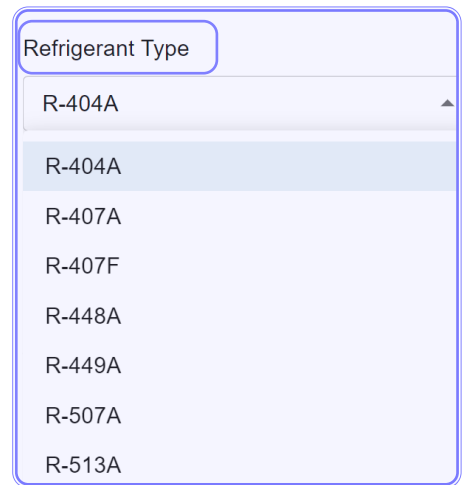 Refrigerant Type
R-404A
R-404A
R-407A
R-407F
R-448A
R-449A
R-507A
R-513A